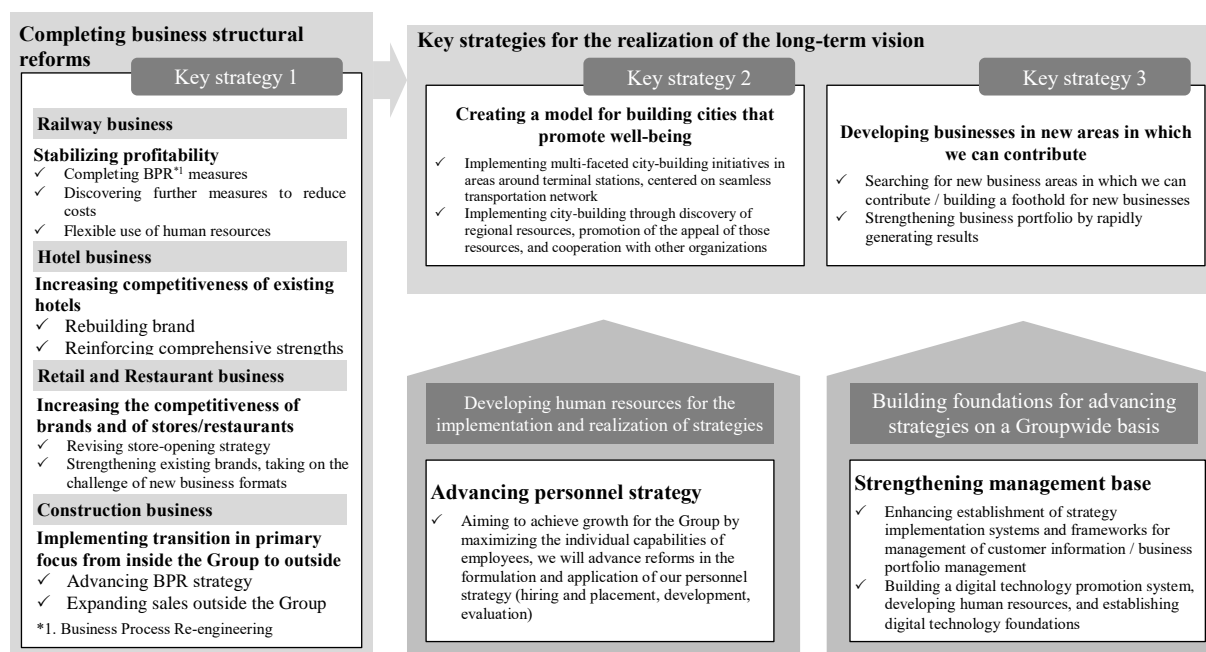 Completing business structural
reforms
Key strategy 1
Railway business
Stabilizing profitability
✓ Completing BPR*1 measures
✓ Discovering further measures to reduce
costs
✓ Flexible use of human resources
Hotel business
Increasing competitiveness of existing
hotels
✓ Rebuilding brand
✓ Reinforcing comprehensive strengths
Retail and Restaurant business
Increasing the competitiveness of
brands and of stores/restaurants
✓ Revising store-opening strategy
✓ Strengthening existing brands, taking on the
challenge of new business formats
Construction business
Implementing transition in primary
focus from inside the Group to outside
✓ Advancing BPR strategy
✓ Expanding sales outside the Group
*1. Business Process Re-engineering
Key strategies for the realization of the long-term vision
Key strategy 2
Creating a model for building cities that
promote well-being
✓ Implementing multi-faceted city-building initiatives in
areas around terminal stations, centered on seamless
transportation network
✓ Implementing city-building through discovery of
regional resources, promotion of the appeal of those
resources, and cooperation with other organizations
Key strategy 3
Developing businesses in new areas in which
we can contribute
✓ Searching for new business areas in which we can
contribute / building a foothold for new businesses
✓ Strengthening business portfolio by rapidly
generating results
Developing human resources for the
implementation and realization of strategies
Advancing personnel strategy
✓ Aiming to achieve growth for the Group by
maximizing the individual capabilities of
employees, we will advance reforms in the
formulation and application of our personnel
strategy (hiring and placement, development,
evaluation)
Building foundations for advancing
strategies on a Groupwide basis
Strengthening management base
✓ Enhancing establishment of strategy
implementation systems and frameworks for
management of customer information / business
portfolio management
✓ Building a digital technology promotion system,
developing human resources, and establishing
digital technology foundations